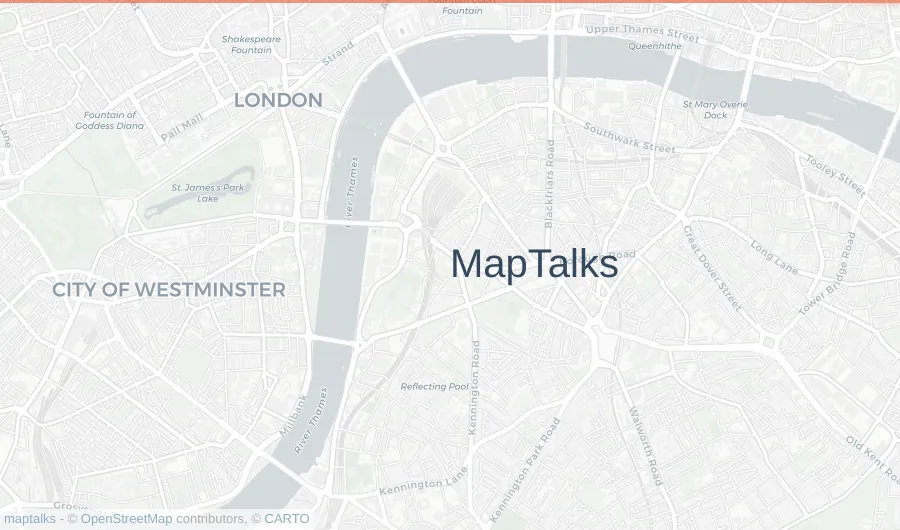 Fountain
Upper Thames Street
Shakespeare
Fountain
Strand
Queenhithe
LONDON
St Mary Overie
Dock
Fountain of
Goddess Diana
Pall Mall
Lane
Southwark Street
Tooley Street
St. James's Park
Lake
River Thames
Blackfriars Road
Great Dover Street
Long Lane
Tower Bridge Road
MapTalks
Road
CITY OF WESTMINSTER
Reflecting Pool
Kennington Road
Millbank
River Thames
Kennington Park Road
Walworth Road
Old Kent Road
Kennington Lane
maptalks - © OpenStreetMap contributors, © CARTO